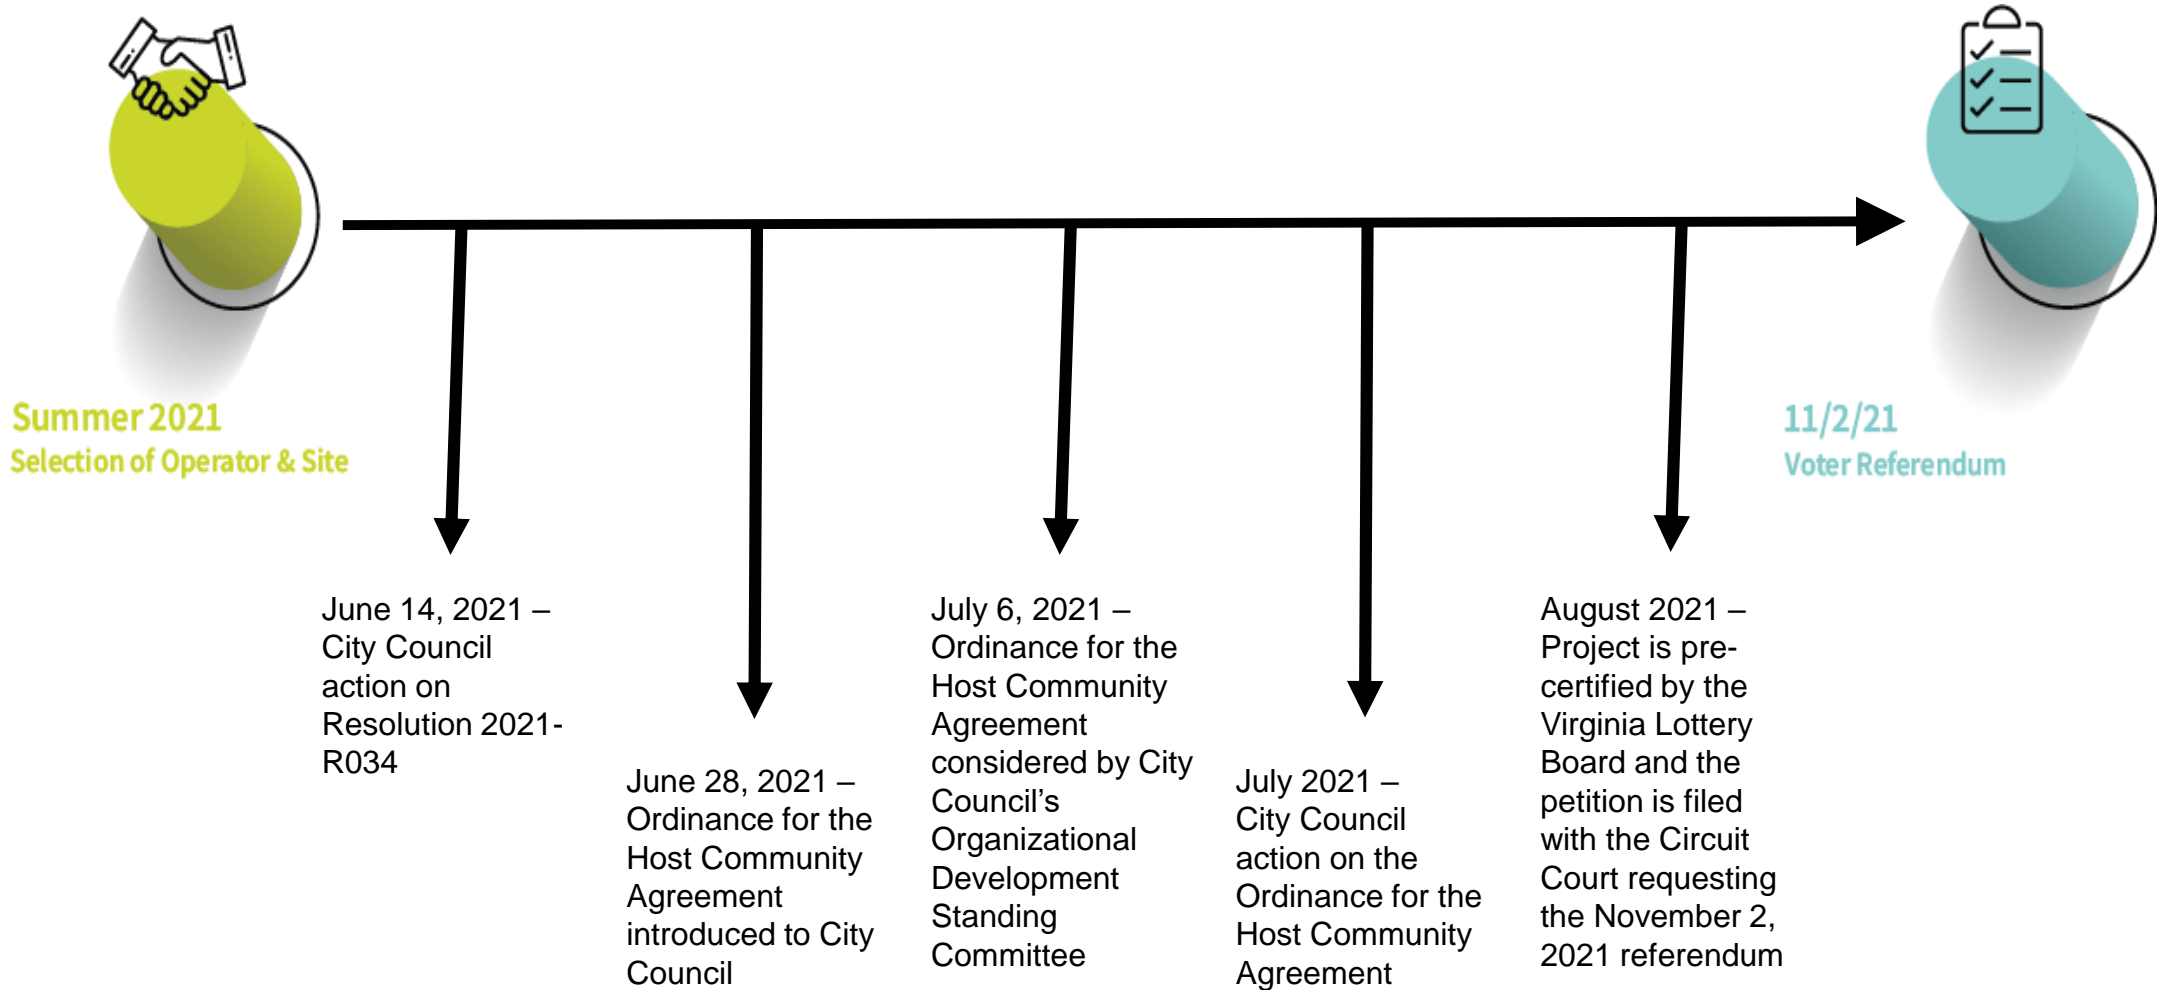 Summer 2021
Selection of Operator & Site
11/2/21
Voter Referendum
June 14, 2021 –
City Council
action on
Resolution 2021-
R034
June 28, 2021 –
Ordinance for the
Host Community
Agreement
introduced to City
Council
July 6, 2021 –
Ordinance for the
Host Community
Agreement
considered by City
Council’s
Organizational
Development
Standing
Committee
July 2021 –
City Council
action on the
Ordinance for the
Host Community
Agreement
August 2021 –
Project is pre-
certified by the
Virginia Lottery
Board and the
petition is filed
with the Circuit
Court requesting
the November 2,
2021 referendum